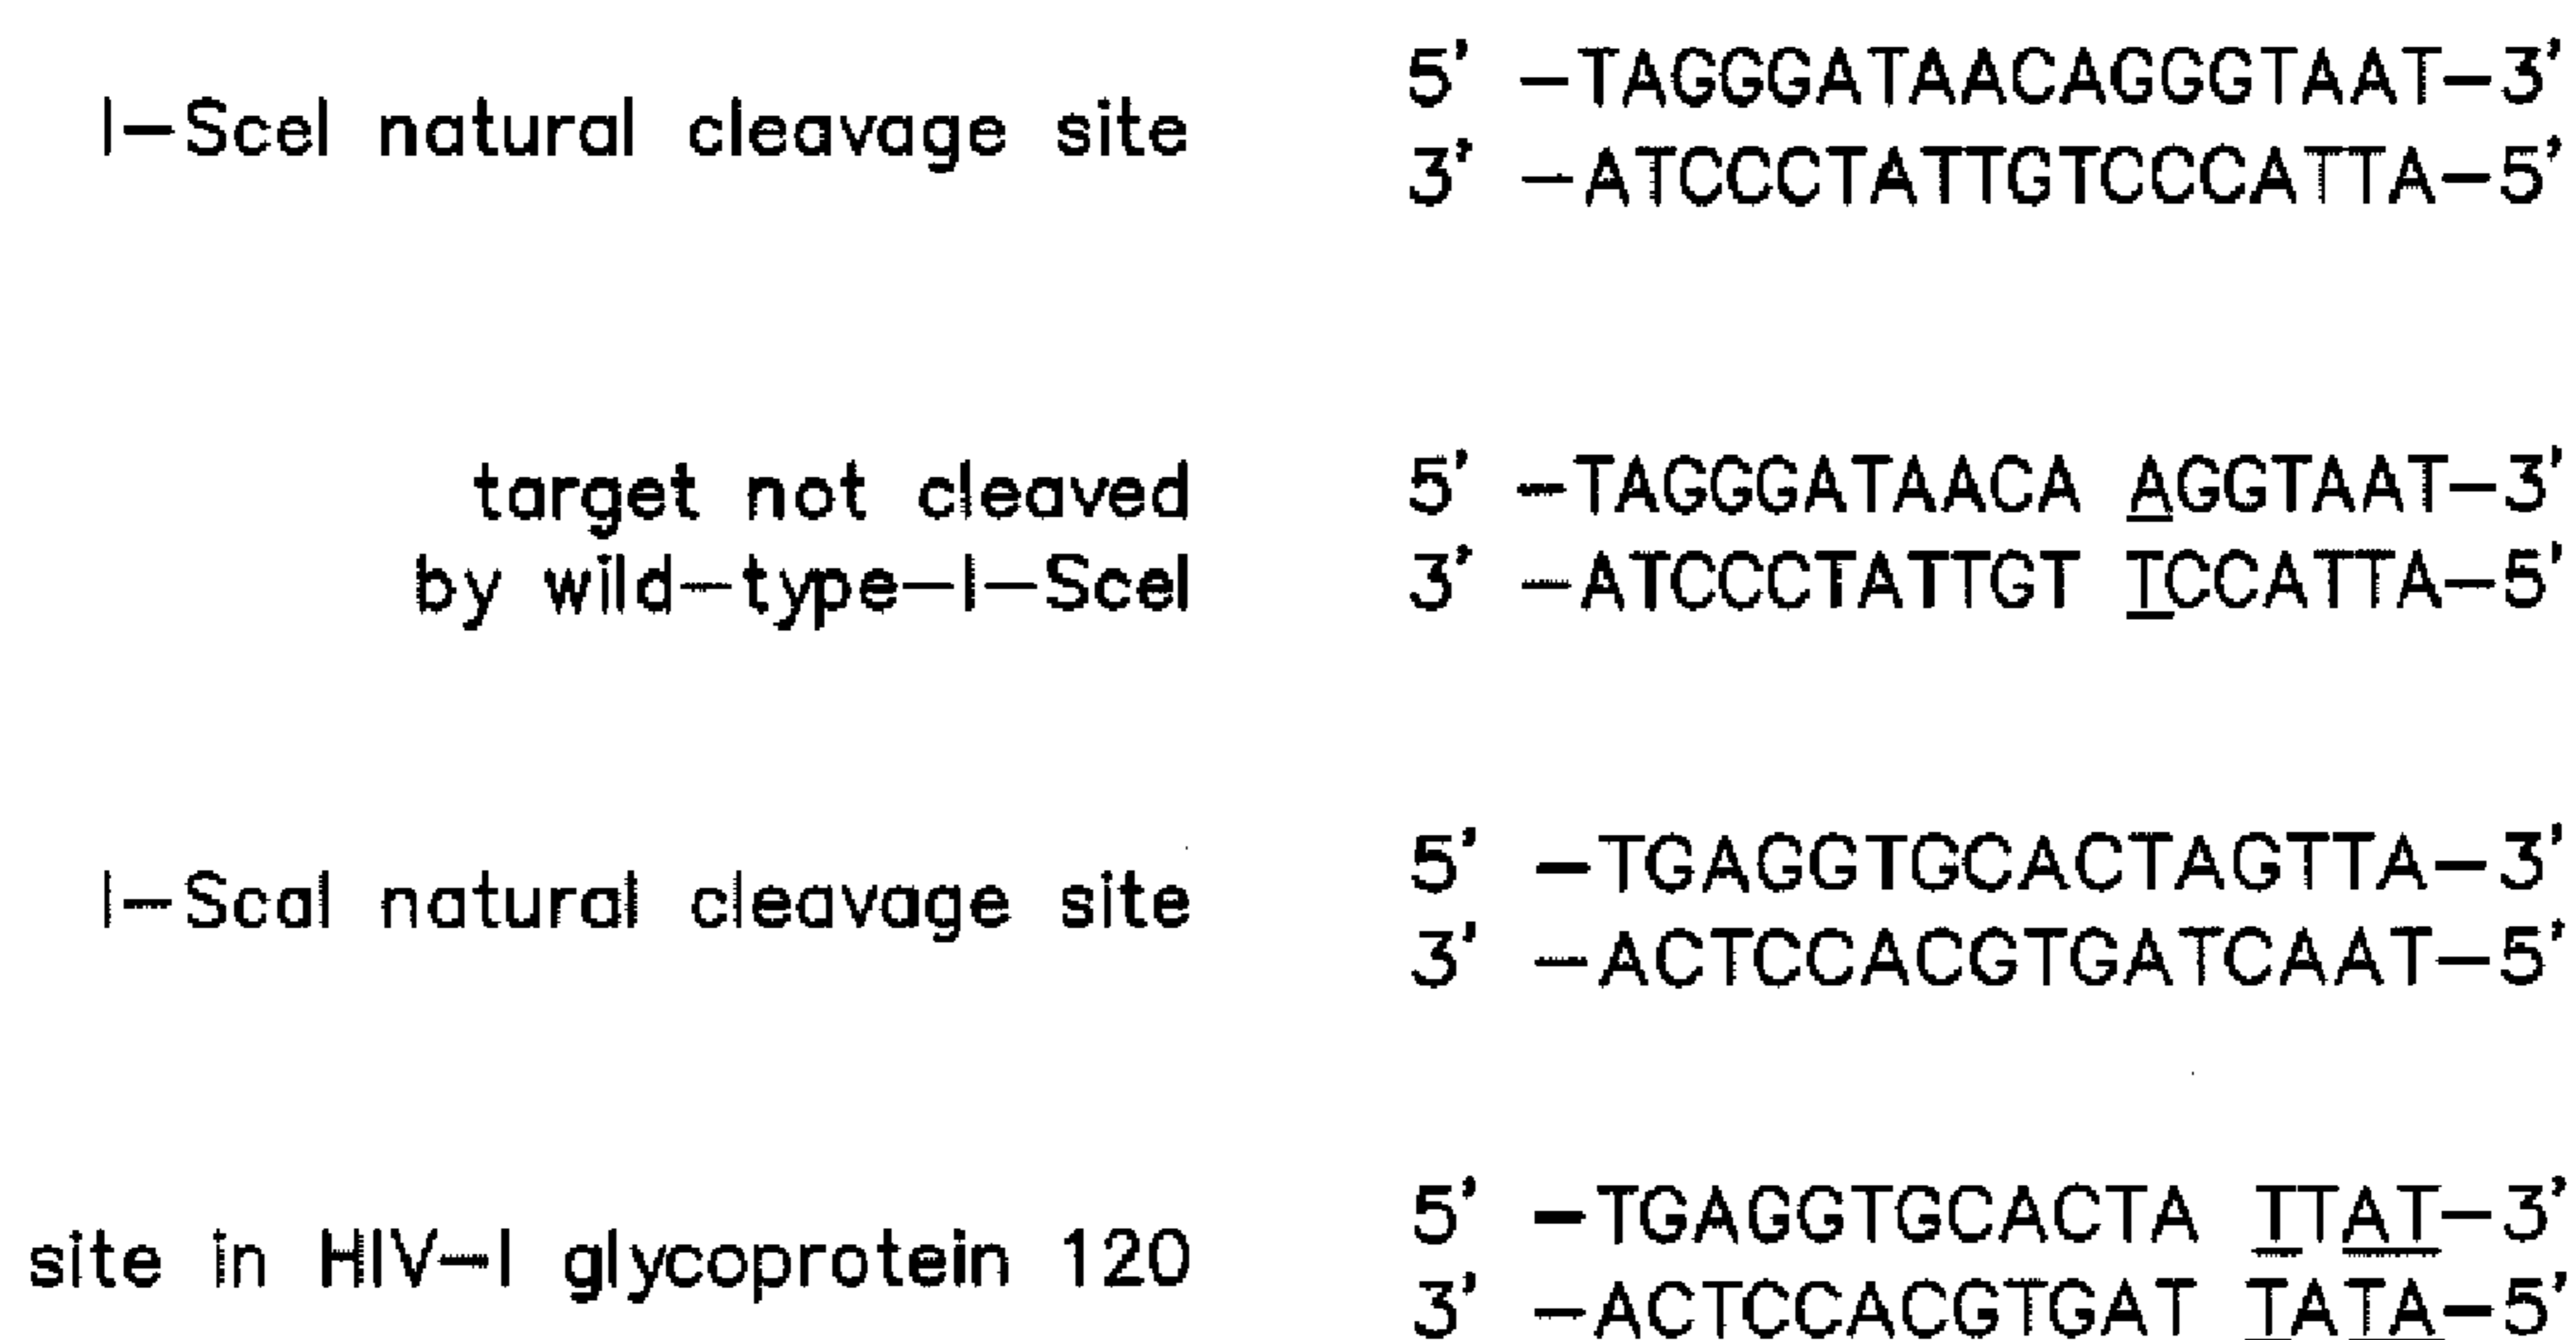 5' –TAGGGATAACAGGGTAAT–3'
I–SceI natural cleavage site
3' –ATCCCTATTGTCCCATTA–5'
target not cleaved 5' –TAGGGATAACA AGGTAAT–3'
by wild–type–I–SceI 3' –ATCCCTATTGT TCCATTA–5'
5' –TGAGGTGCACTAGTTA–3'
I–ScaI natural cleavage site
3' –ACTCCACGTGATCAAT–5'
5' –TGAGGTGCACTA TTAT–3'
site in HIV–I glycoprotein 120
3' –ACTCCACGTGAT TATA–5'